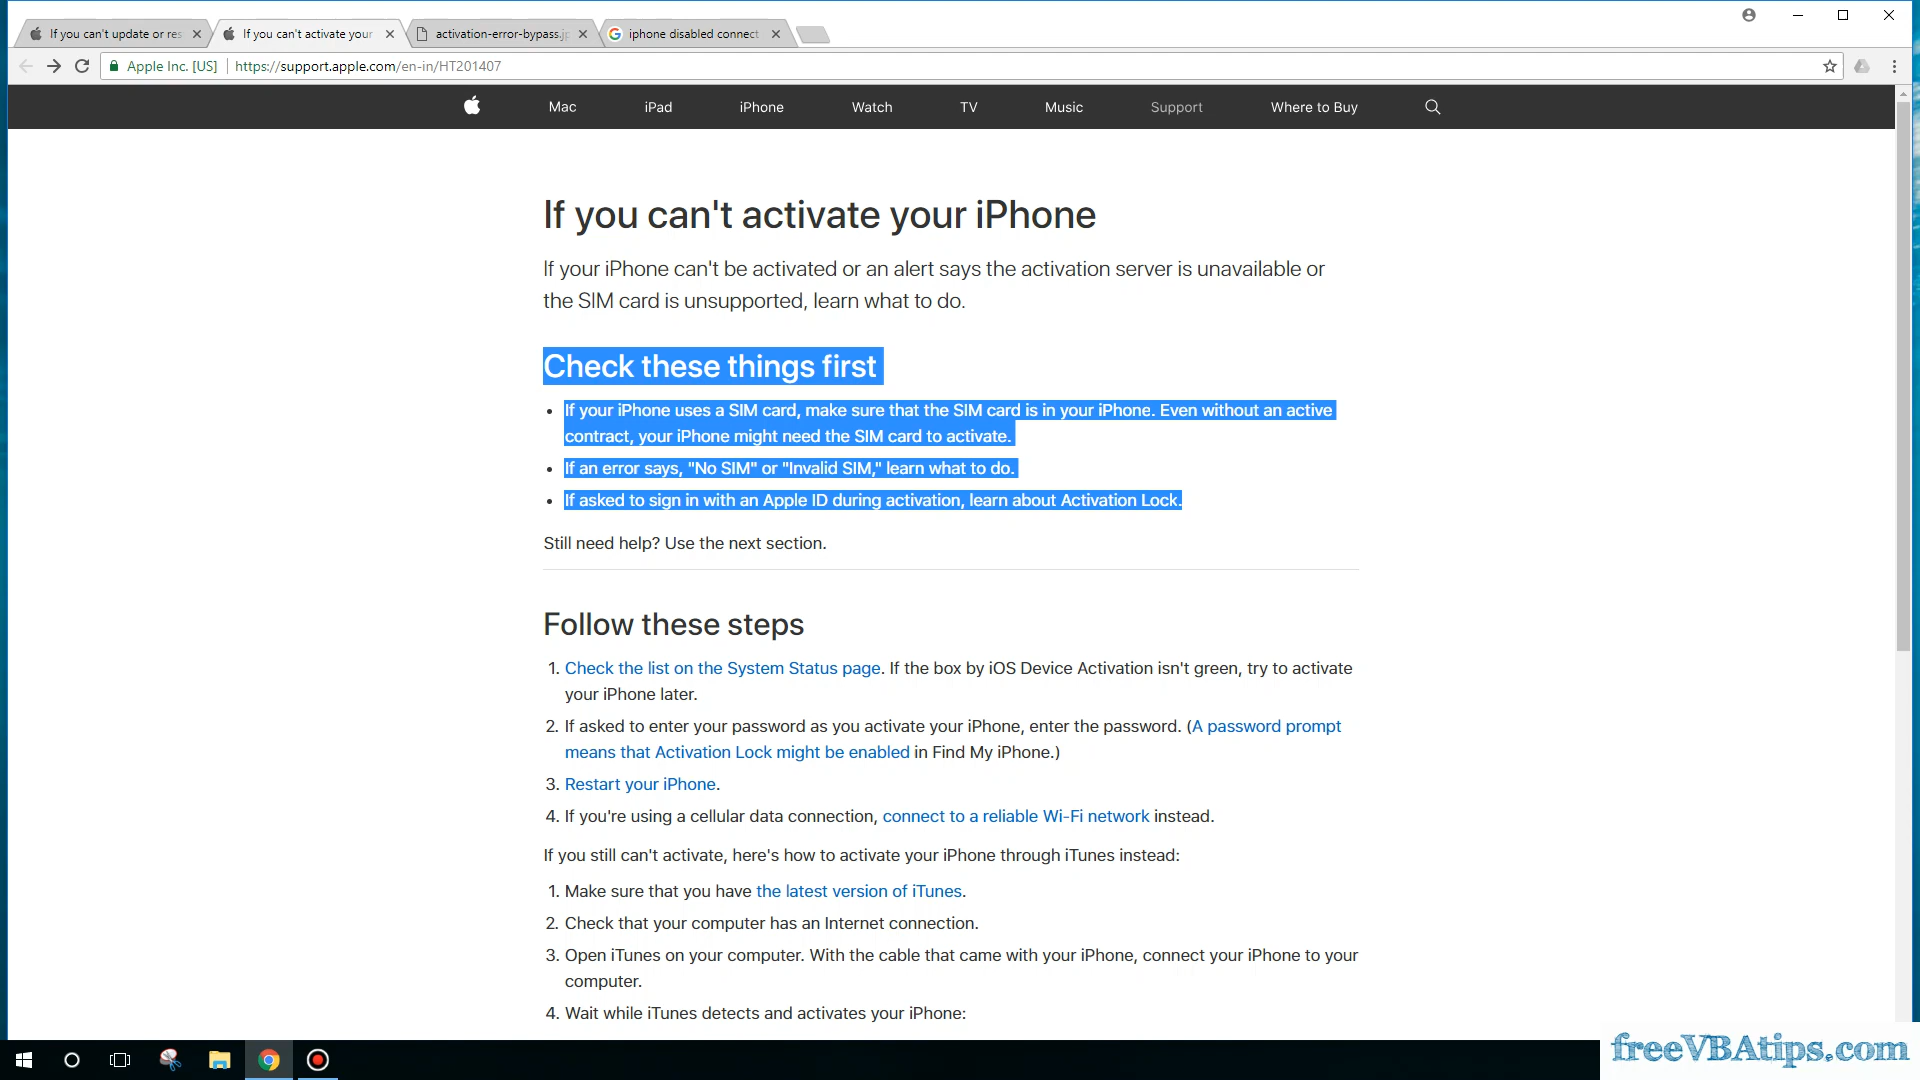 If you can't update or res
If you can't activate your
activation-error-bypass.jp
iphone disabled connect
Apple Inc. [US]
https://support.apple.com/en-in/HT201407
Mac
iPad
iPhone
Watch
TV
Music
Support
Where to Buy
If you can't activate your iPhone
If your iPhone can't be activated or an alert says the activation server is unavailable or
the SIM card is unsupported, learn what to do.
Check these things first
• If your iPhone uses a SIM card, make sure that the SIM card is in your iPhone. Even without an active
contract, your iPhone might need the SIM card to activate.
• If an error says, "No SIM" or "Invalid SIM," learn what to do.
• If asked to sign in with an Apple ID during activation, learn about Activation Lock.
Still need help? Use the next section.
Follow these steps
1. Check the list on the System Status page. If the box by iOS Device Activation isn't green, try to activate
your iPhone later.
2. If asked to enter your password as you activate your iPhone, enter the password. (A password prompt
means that Activation Lock might be enabled in Find My iPhone.)
3. Restart your iPhone.
4. If you're using a cellular data connection, connect to a reliable Wi-Fi network instead.
If you still can't activate, here's how to activate your iPhone through iTunes instead:
1. Make sure that you have the latest version of iTunes.
2. Check that your computer has an Internet connection.
3. Open iTunes on your computer. With the cable that came with your iPhone, connect your iPhone to your
computer.
4. Wait while iTunes detects and activates your iPhone:
freeVBAtips.com